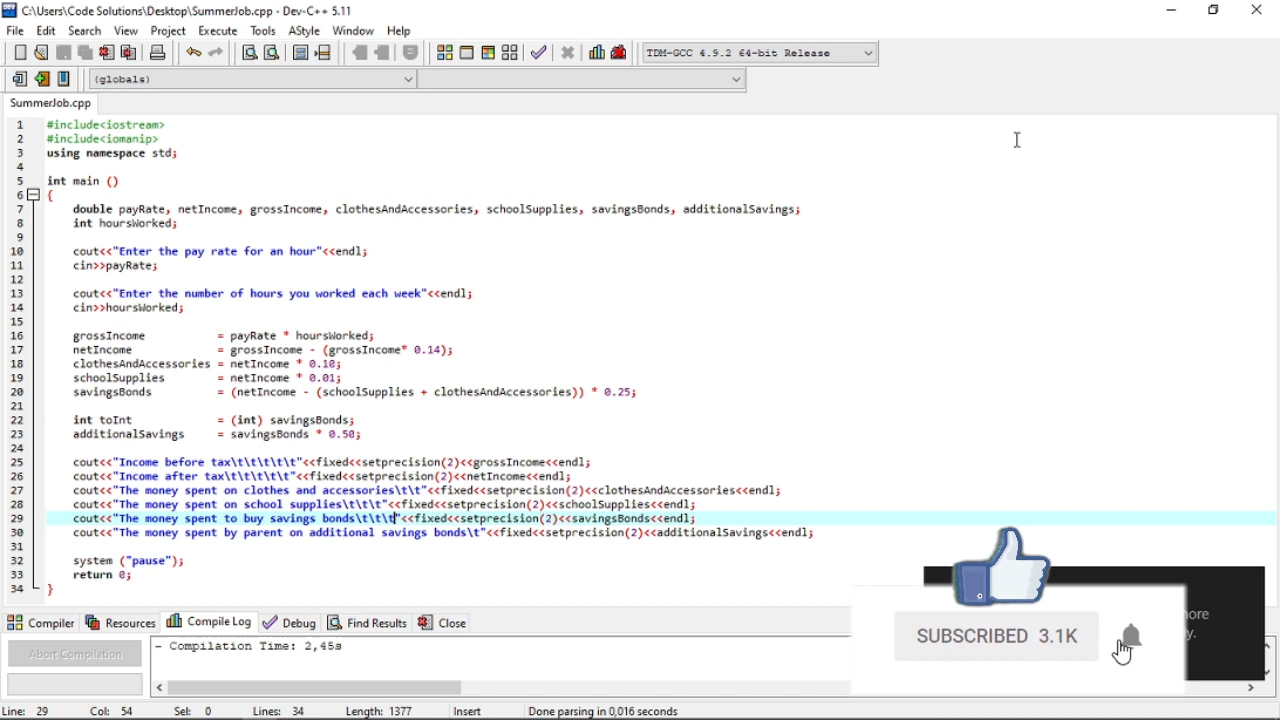 C:\Users\Code Solutions\Desktop\SummerJob.cpp - Dev-C++ 5.11
File Edit Search View Project Execute Tools AStyle Window Help
TDM-GCC 4.9.2 64-bit Release
(globals)
SummerJob.cpp
1 #include<iostream>
2 #include<iomanip>
3 using namespace std;
4
5 int main ()
6 {
7 double payRate, netIncome, grossIncome, clothesAndAccessories, schoolSupplies, savingsBonds, additionalSavings;
8 int hoursWorked;
9
10 cout<<"Enter the pay rate for an hour"<<endl;
11 cin>>payRate;
12
13 cout<<"Enter the number of hours you worked each week"<<endl;
14 cin>>hoursWorked;
15
16 grossIncome = payRate * hoursWorked;
17 netIncome = grossIncome - (grossIncome* 0.14);
18 clothesAndAccessories = netIncome * 0.10;
19 schoolSupplies = netIncome * 0.01;
20 savingsBonds = (netIncome - (schoolSupplies + clothesAndAccessories)) * 0.25;
21
22 int toInt = (int) savingsBonds;
23 additionalSavings = savingsBonds * 0.50;
24
25 cout<<"Income before tax\t\t\t\t\t"<<fixed<<setprecision(2)<<grossIncome<<endl;
26 cout<<"Income after tax\t\t\t\t\t"<<fixed<<setprecision(2)<<netIncome<<endl;
27 cout<<"The money spent on clothes and accessories\t\t"<<fixed<<setprecision(2)<<clothesAndAccessories<<endl;
28 cout<<"The money spent on school supplies\t\t\t"<<fixed<<setprecision(2)<<schoolSupplies<<endl;
29 cout<<"The money spent to buy savings bonds\t\t\t"<<fixed<<setprecision(2)<<savingsBonds<<endl;
30 cout<<"The money spent by parent on additional savings bonds\t"<<fixed<<setprecision(2)<<additionalSavings<<endl;
31
32 system ("pause");
33 return 0;
34 }
Compiler Resources Compile Log Debug Find Results Close
Abort Compilation
- Compilation Time: 2,45s
SUBSCRIBED 3.1K
Line: 29 Col: 54 Sel: 0 Lines: 34 Length: 1377 Insert Done parsing in 0,016 seconds